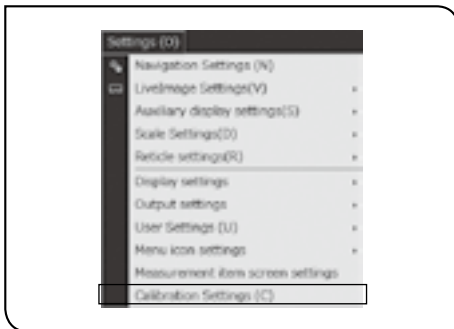 Settings (O)
Navigation Settings (N)
LiveImage Settings(V)
Auxiliary display settings(S)
Scale Settings(D)
Reticle settings(R)
Display settings
Output settings
User Settings (U)
Menu icon settings
Measurement item screen settings
Calibration Settings (C)